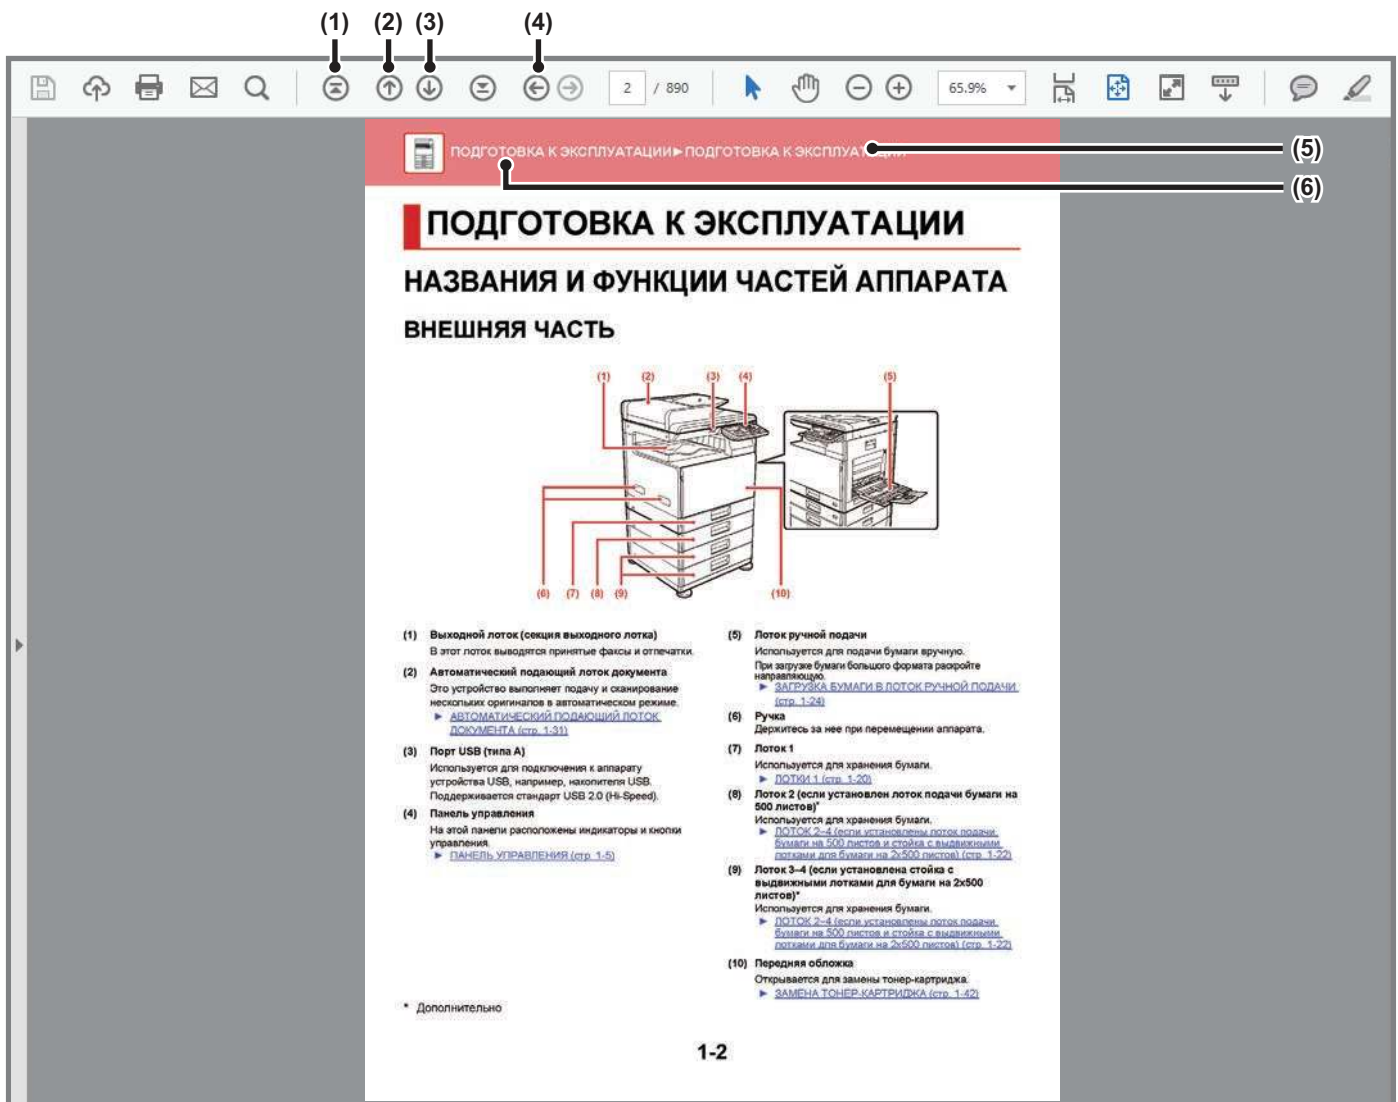 (1) (2) (3) (4)
2 / 890 65.9%
ПОДГОТОВКА К ЭКСПЛУАТАЦИИ►ПОДГОТОВКА К ЭКСПЛУАТАЦИИ
(5)
(6)
ПОДГОТОВКА К ЭКСПЛУАТАЦИИ
НАЗВАНИЯ И ФУНКЦИИ ЧАСТЕЙ АППАРАТА
ВНЕШНЯЯ ЧАСТЬ
(1) (2) (3) (4) (5)
(6) (7) (8) (9) (10)
(1) Выходной лоток (секция выходного лотка)
В этот лоток выводятся принятые факсы и отпечатки.
(2) Автоматический подающий лоток документа
Это устройство выполняет подачу и сканирование
нескольких оригиналов в автоматическом режиме.
► АВТОМАТИЧЕСКИЙ ПОДАЮЩИЙ ЛОТОК
ДОКУМЕНТА (стр. 1-31)
(3) Порт USB (типа A)
Используется для подключения к аппарату
устройства USB, например, накопителя USB.
Поддерживается стандарт USB 2.0 (Hi-Speed).
(4) Панель управления
На этой панели расположены индикаторы и кнопки
управления.
► ПАНЕЛЬ УПРАВЛЕНИЯ (стр. 1-5)
(5) Лоток ручной подачи
Используется для подачи бумаги вручную.
При загрузке бумаги большого формата раскройте
направляющую.
► ЗАГРУЗКА БУМАГИ В ЛОТОК РУЧНОЙ ПОДАЧИ
(стр. 1-24)
(6) Ручка
Держитесь за нее при перемещении аппарата.
(7) Лоток 1
Используется для хранения бумаги.
► ЛОТКИ 1 (стр. 1-20)
(8) Лоток 2 (если установлен лоток подачи бумаги на
500 листов)*
Используется для хранения бумаги.
► ЛОТОК 2–4 (если установлены лоток подачи
бумаги на 500 листов и стойка с выдвижными
лотками для бумаги на 2x500 листов) (стр. 1-22)
(9) Лоток 3–4 (если установлена стойка с
выдвижными лотками для бумаги на 2x500
листов)*
Используется для хранения бумаги.
► ЛОТОК 2–4 (если установлены лоток подачи
бумаги на 500 листов и стойка с выдвижными
лотками для бумаги на 2x500 листов) (стр. 1-22)
(10) Передняя обложка
Открывается для замены тонер-картриджа.
► ЗАМЕНА ТОНЕР-КАРТРИДЖА (стр. 1-42)
* Дополнительно
1-2